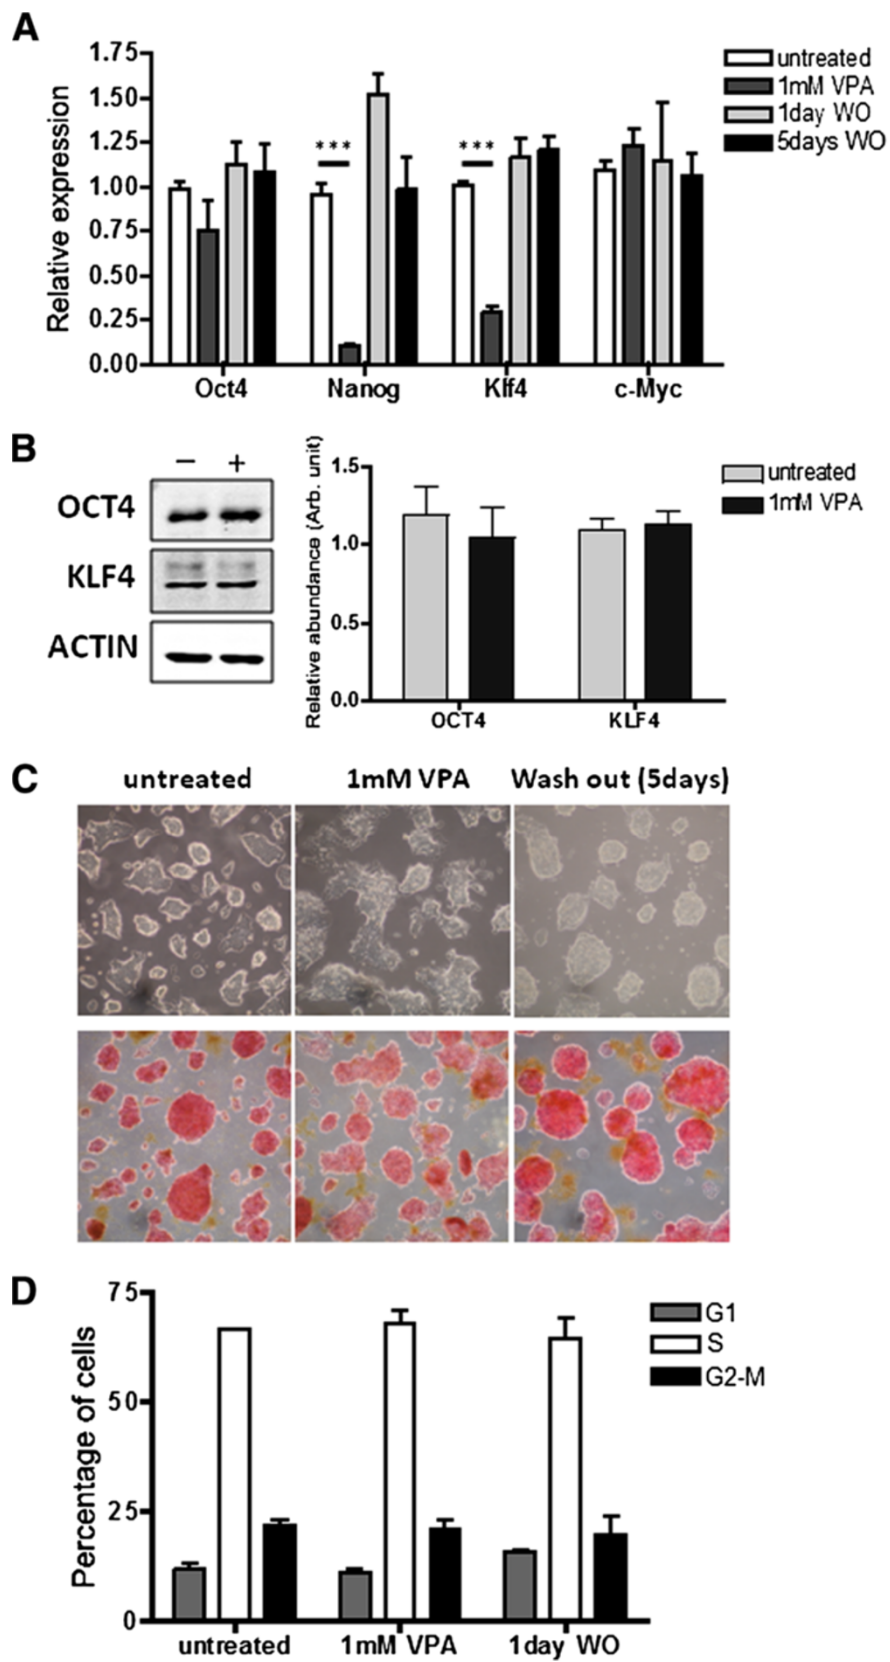 A
Relative expression
1.75
1.50
1.25
1.00
0.75
0.50
0.25
0.00
***
***
Oct4
Nanog
Klf4
c-Myc
untreated
1mM VPA
1day WO
5days WO
B
− +
OCT4
KLF4
ACTIN
Relative abundance (Arb. unit)
1.5
1.0
0.5
0.0
OCT4
KLF4
untreated
1mM VPA
C
untreated
1mM VPA
Wash out (5days)
D
Percentage of cells
75
50
25
0
untreated
1mM VPA
1day WO
G1
S
G2-M